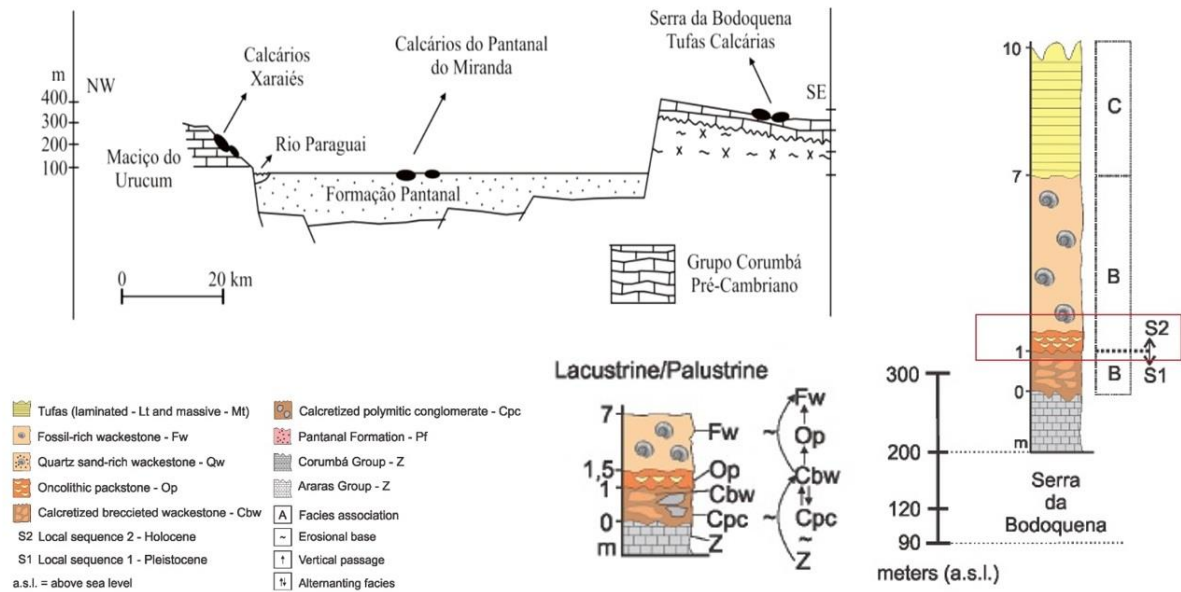 m
400
300
200
100
NW
Calcários
Xaraiés
Calcários do Pantanal
do Miranda
Serra da Bodoquena
Tufas Calcárias
SE
Maciço do
Urucum
Rio Paraguai
Formação Pantanal
0 20 km
Grupo Corumbá
Pré-Cambriano
Tufas (laminated - Lt and massive - Mt)
Fossil-rich wackestone - Fw
Quartz sand-rich wackestone - Qw
Oncolithic packstone - Op
Calcretized breccieted wackestone - Cbw
S2 Local sequence 2 - Holocene
S1 Local sequence 1 - Pleistocene
a.s.l. = above sea level
Calcretized polymitic conglomerate - Cpc
Pantanal Formation - Pf
Corumbá Group - Z
Araras Group - Z
A Facies association
~ Erosional base
↑ Vertical passage
⇅ Alternanting facies
Lacustrine/Palustrine
7
1,5
1
0
m
Fw
Op
Cbw
Cpc
Z
Fw
Op
~ Cbw
~ Cpc
~
Z
10
7
1
0
m
C
B
B
S2
S1
300
200
120
90
meters (a.s.l.)
Serra
da
Bodoquena